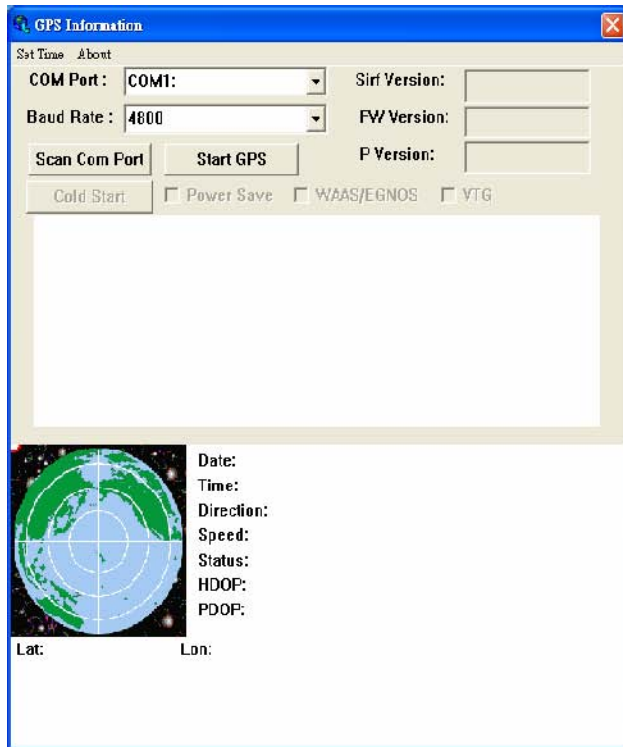 GPS Information
Set Time About
COM Port : COM1: Sirf Version:
Baud Rate : 4800 FW Version:
Scan Com Port Start GPS P Version:
Cold Start Power Save WAAS/EGNOS VTG
Date:
Time:
Direction:
Speed:
Status:
HDOP:
PDOP:
Lat: Lon: